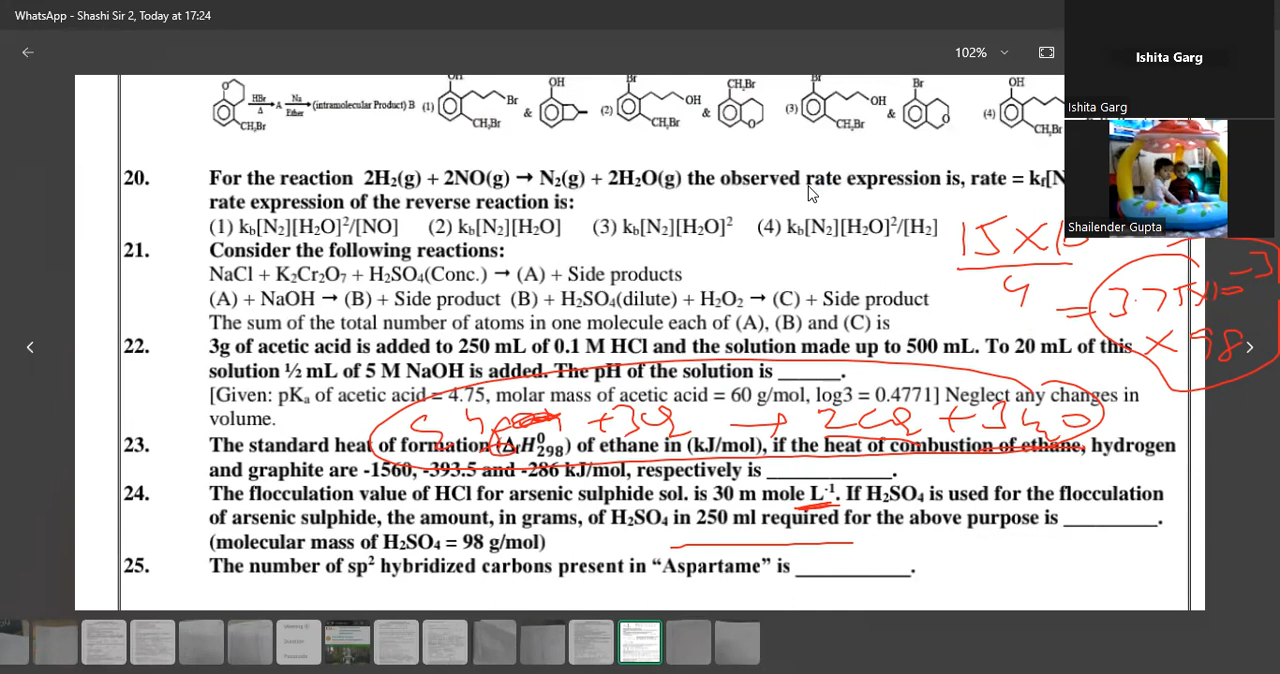 WhatsApp - Shashi Sir 2, Today at 17:24
102%
Ishita Garg
Ishita Garg
Shailender Gupta
HBr Δ A Na Ether (intramolecular Product) B (1) OH Br CH₂Br & OH (2) Br OH CH₂Br & CH₂Br O (3) Br OH CH₂Br & Br O (4) OH CH₂Br
O CH₂Br
20. For the reaction 2H₂(g) + 2NO(g) → N₂(g) + 2H₂O(g) the observed rate expression is, rate = kf[N
rate expression of the reverse reaction is:
(1) kb[N₂][H₂O]²/[NO] (2) kb[N₂][H₂O] (3) kb[N₂][H₂O]² (4) kb[N₂][H₂O]²/[H₂]
21. Consider the following reactions:
NaCl + K₂Cr₂O₇ + H₂SO₄(Conc.) → (A) + Side products
(A) + NaOH → (B) + Side product (B) + H₂SO₄(dilute) + H₂O₂ → (C) + Side product
The sum of the total number of atoms in one molecule each of (A), (B) and (C) is
22. 3g of acetic acid is added to 250 mL of 0.1 M HCl and the solution made up to 500 mL. To 20 mL of this
solution ½ mL of 5 M NaOH is added. The pH of the solution is ______.
[Given: pKₐ of acetic acid = 4.75, molar mass of acetic acid = 60 g/mol, log3 = 0.4771] Neglect any changes in
volume.
23. The standard heat of formation (ΔfH⁰₂₉₈) of ethane in (kJ/mol), if the heat of combustion of ethane, hydrogen
and graphite are -1560, -393.5 and -286 kJ/mol, respectively is ____________.
24. The flocculation value of HCl for arsenic sulphide sol. is 30 m mole L⁻¹. If H₂SO₄ is used for the flocculation
of arsenic sulphide, the amount, in grams, of H₂SO₄ in 250 ml required for the above purpose is _________.
(molecular mass of H₂SO₄ = 98 g/mol)
25. The number of sp² hybridized carbons present in “Aspartame” is ___________.
15 × 10
4
= 3.75×10⁻³
× 98